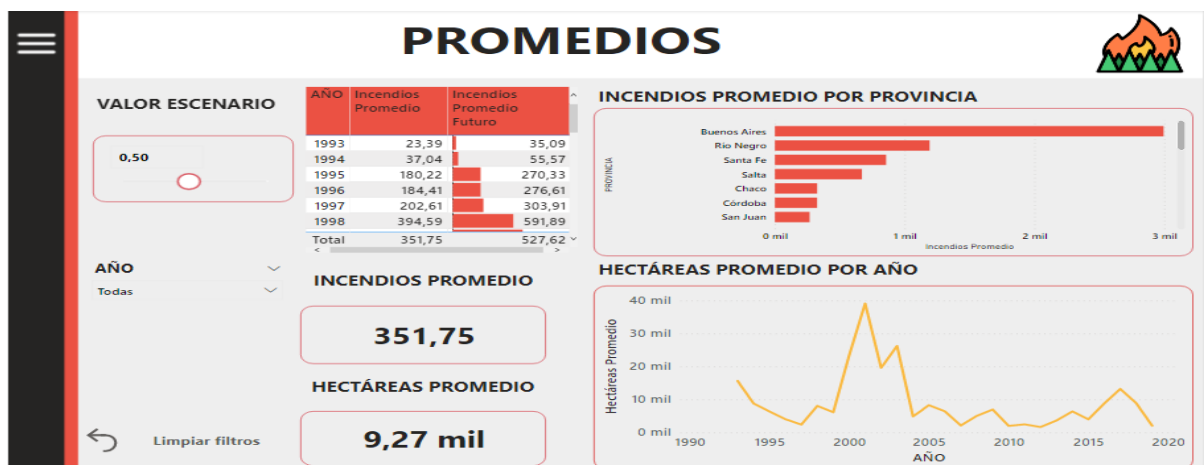 PROMEDIOS
VALOR ESCENARIO
0,50
AÑO
Todas
Limpiar filtros
AÑO Incendios Promedio Incendios Promedio Futuro
1993 23,39 35,09
1994 37,04 55,57
1995 180,22 270,33
1996 184,41 276,61
1997 202,61 303,91
1998 394,59 591,89
Total 351,75 527,62
INCENDIOS PROMEDIO
351,75
HECTÁREAS PROMEDIO
9,27 mil
INCENDIOS PROMEDIO POR PROVINCIA
PROVINCIA
Buenos Aires
Rio Negro
Santa Fe
Salta
Chaco
Córdoba
San Juan
0 mil 1 mil 2 mil 3 mil
Incendios Promedio
HECTÁREAS PROMEDIO POR AÑO
Hectáreas Promedio
40 mil
30 mil
20 mil
10 mil
0 mil
1990 1995 2000 2005 2010 2015 2020
AÑO